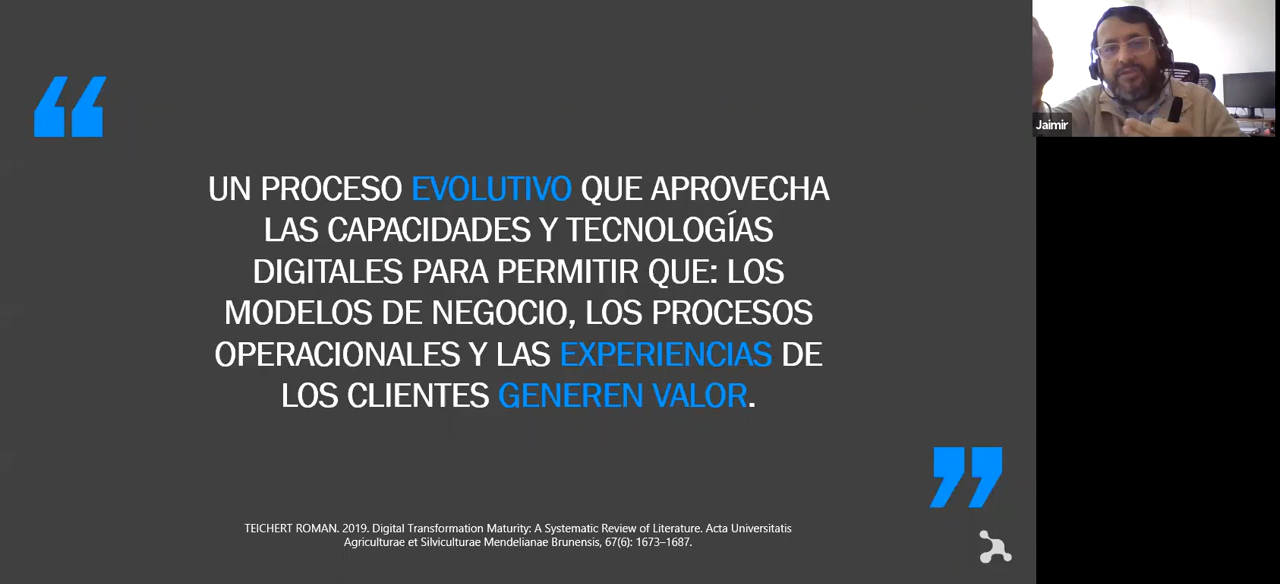 UN PROCESO EVOLUTIVO QUE APROVECHA
LAS CAPACIDADES Y TECNOLOGÍAS
DIGITALES PARA PERMITIR QUE: LOS
MODELOS DE NEGOCIO, LOS PROCESOS
OPERACIONALES Y LAS EXPERIENCIAS DE
LOS CLIENTES GENEREN VALOR.
TEICHERT ROMAN. 2019. Digital Transformation Maturity: A Systematic Review of Literature. Acta Universitatis
Agriculturae et Silviculturae Mendelianae Brunensis, 67(6): 1673–1687.
Jaimir